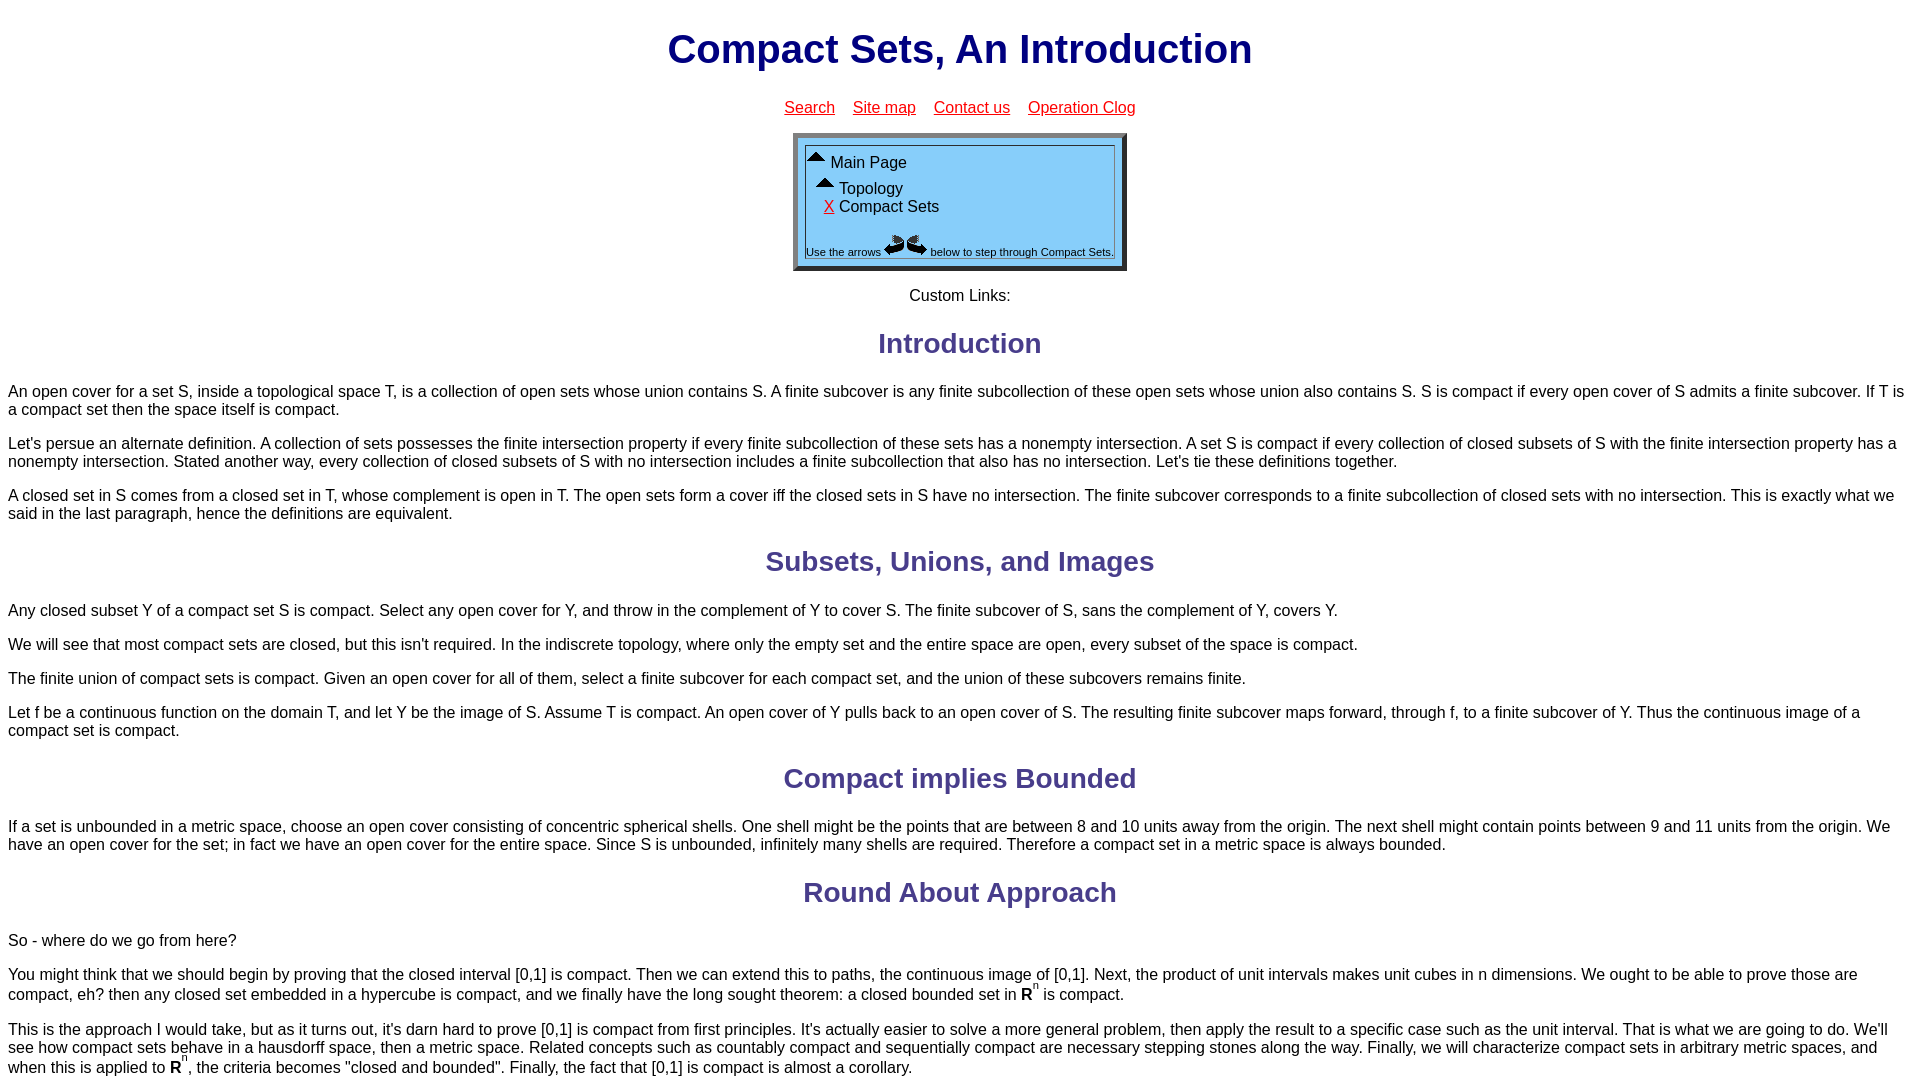 Compact Sets, An Introduction
Search Site map Contact us Operation Clog
Main Page
Topology
X Compact Sets
Use the arrows below to step through Compact Sets.
Custom Links:
Introduction
An open cover for a set S, inside a topological space T, is a collection of open sets whose union contains S. A finite subcover is any finite subcollection of these open sets whose union also contains S. S is compact if every open cover of S admits a finite subcover. If T is
a compact set then the space itself is compact.
Let's persue an alternate definition. A collection of sets possesses the finite intersection property if every finite subcollection of these sets has a nonempty intersection. A set S is compact if every collection of closed subsets of S with the finite intersection property has a
nonempty intersection. Stated another way, every collection of closed subsets of S with no intersection includes a finite subcollection that also has no intersection. Let's tie these definitions together.
A closed set in S comes from a closed set in T, whose complement is open in T. The open sets form a cover iff the closed sets in S have no intersection. The finite subcover corresponds to a finite subcollection of closed sets with no intersection. This is exactly what we
said in the last paragraph, hence the definitions are equivalent.
Subsets, Unions, and Images
Any closed subset Y of a compact set S is compact. Select any open cover for Y, and throw in the complement of Y to cover S. The finite subcover of S, sans the complement of Y, covers Y.
We will see that most compact sets are closed, but this isn't required. In the indiscrete topology, where only the empty set and the entire space are open, every subset of the space is compact.
The finite union of compact sets is compact. Given an open cover for all of them, select a finite subcover for each compact set, and the union of these subcovers remains finite.
Let f be a continuous function on the domain T, and let Y be the image of S. Assume T is compact. An open cover of Y pulls back to an open cover of S. The resulting finite subcover maps forward, through f, to a finite subcover of Y. Thus the continuous image of a
compact set is compact.
Compact implies Bounded
If a set is unbounded in a metric space, choose an open cover consisting of concentric spherical shells. One shell might be the points that are between 8 and 10 units away from the origin. The next shell might contain points between 9 and 11 units from the origin. We
have an open cover for the set; in fact we have an open cover for the entire space. Since S is unbounded, infinitely many shells are required. Therefore a compact set in a metric space is always bounded.
Round About Approach
So - where do we go from here?
You might think that we should begin by proving that the closed interval [0,1] is compact. Then we can extend this to paths, the continuous image of [0,1]. Next, the product of unit intervals makes unit cubes in n dimensions. We ought to be able to prove those are
compact, eh? then any closed set embedded in a hypercube is compact, and we finally have the long sought theorem: a closed bounded set in Rn is compact.
This is the approach I would take, but as it turns out, it's darn hard to prove [0,1] is compact from first principles. It's actually easier to solve a more general problem, then apply the result to a specific case such as the unit interval. That is what we are going to do. We'll
see how compact sets behave in a hausdorff space, then a metric space. Related concepts such as countably compact and sequentially compact are necessary stepping stones along the way. Finally, we will characterize compact sets in arbitrary metric spaces, and
when this is applied to Rn, the criteria becomes "closed and bounded". Finally, the fact that [0,1] is compact is almost a corollary.